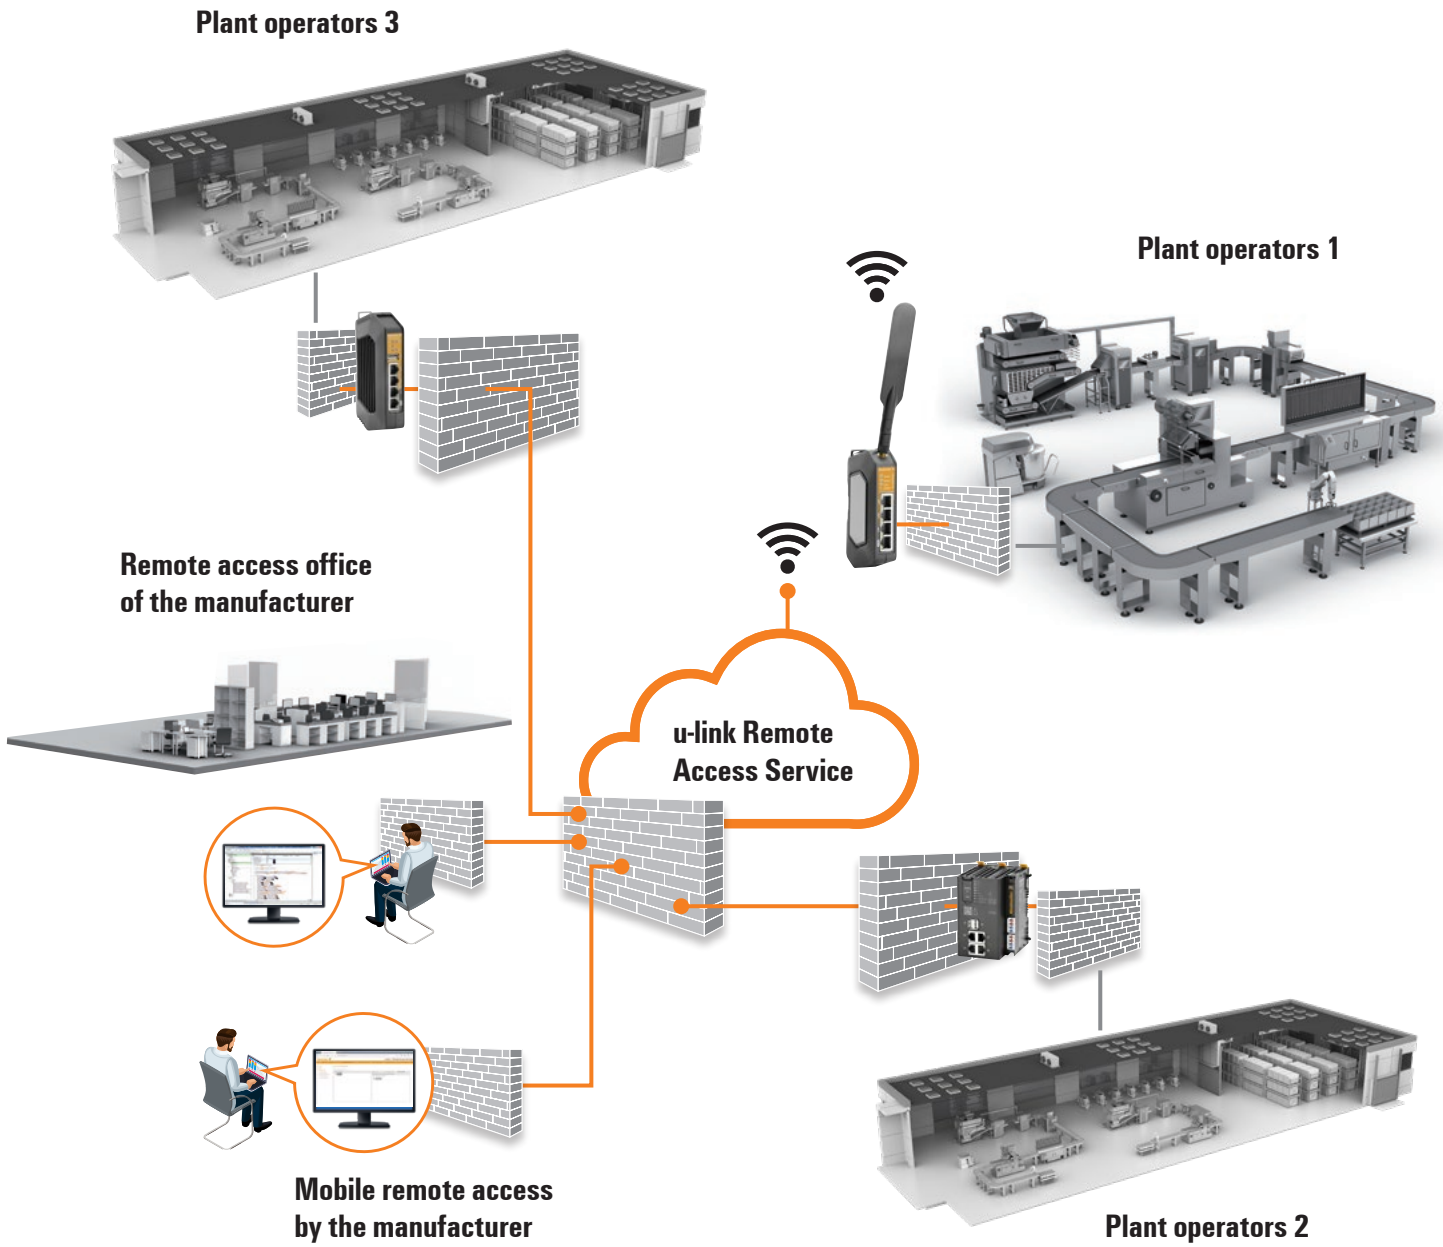 Plant operators 3
Plant operators 1
Remote access office
of the manufacturer
u-link Remote
Access Service
Mobile remote access
by the manufacturer
Plant operators 2